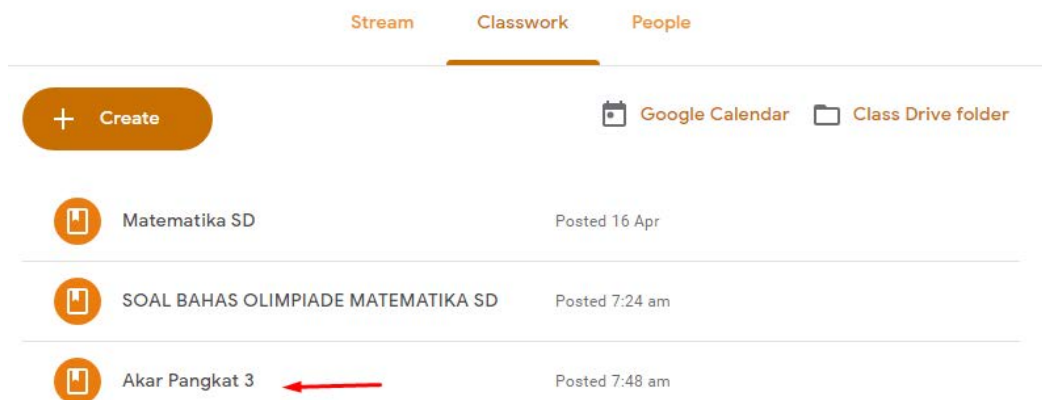 Stream Classwork People
Create Google Calendar Class Drive folder
Matematika SD Posted 16 Apr
SOAL BAHAS OLIMPIADE MATEMATIKA SD Posted 7:24 am
Akar Pangkat 3 Posted 7:48 am